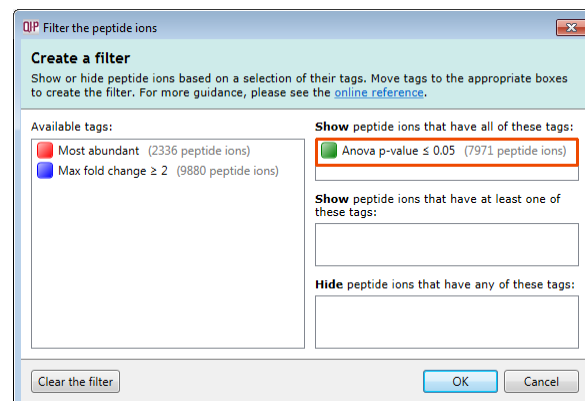 QIP Filter the peptide ions
Create a filter
Show or hide peptide ions based on a selection of their tags. Move tags to the appropriate boxes
to create the filter. For more guidance, please see the online reference.
Available tags:
Most abundant (2336 peptide ions)
Max fold change ≥ 2 (9880 peptide ions)
Show peptide ions that have all of these tags:
Anova p-value ≤ 0.05 (7971 peptide ions)
Show peptide ions that have at least one of
these tags:
Hide peptide ions that have any of these tags:
Clear the filter
OK
Cancel